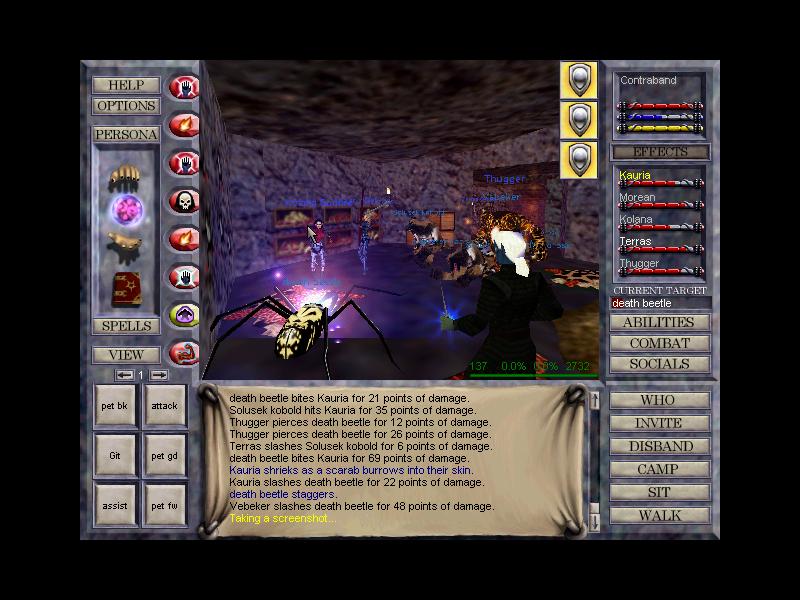 HELP
OPTIONS
PERSONA
SPELLS
VIEW
1
pet bk
attack
Git
pet gd
assist
pet fw
Thugger
137 0.0% 0.0% 2732
death beetle bites Kauria for 21 points of damage.
Solusek kobold hits Kauria for 35 points of damage.
Thugger pierces death beetle for 12 points of damage.
Thugger pierces death beetle for 26 points of damage.
Terras slashes Solusek kobold for 6 points of damage.
death beetle bites Kauria for 69 points of damage.
Kauria shrieks as a scarab burrows into their skin.
Kauria slashes death beetle for 22 points of damage.
death beetle staggers.
Vebeker slashes death beetle for 48 points of damage.
Taking a screenshot...
Contraband
EFFECTS
Kauria
Morean
Kolana
Terras
Thugger
CURRENT TARGET
death beetle
ABILITIES
COMBAT
SOCIALS
WHO
INVITE
DISBAND
CAMP
SIT
WALK